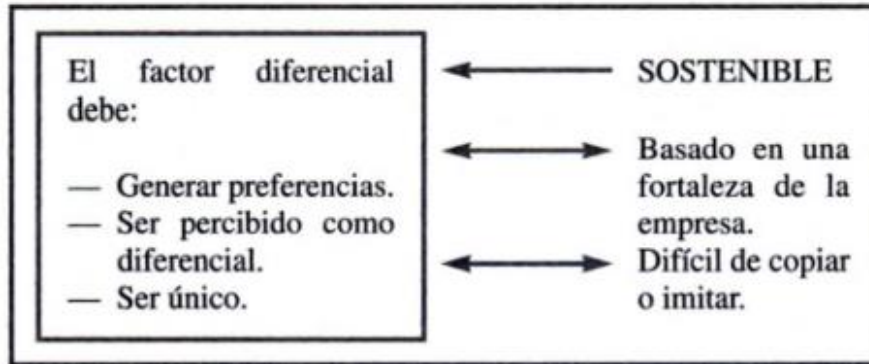 El factor diferencial
debe:
— Generar preferencias.
— Ser percibido como
diferencial.
— Ser único.
SOSTENIBLE
Basado en una
fortaleza de la
empresa.
Difícil de copiar
o imitar.